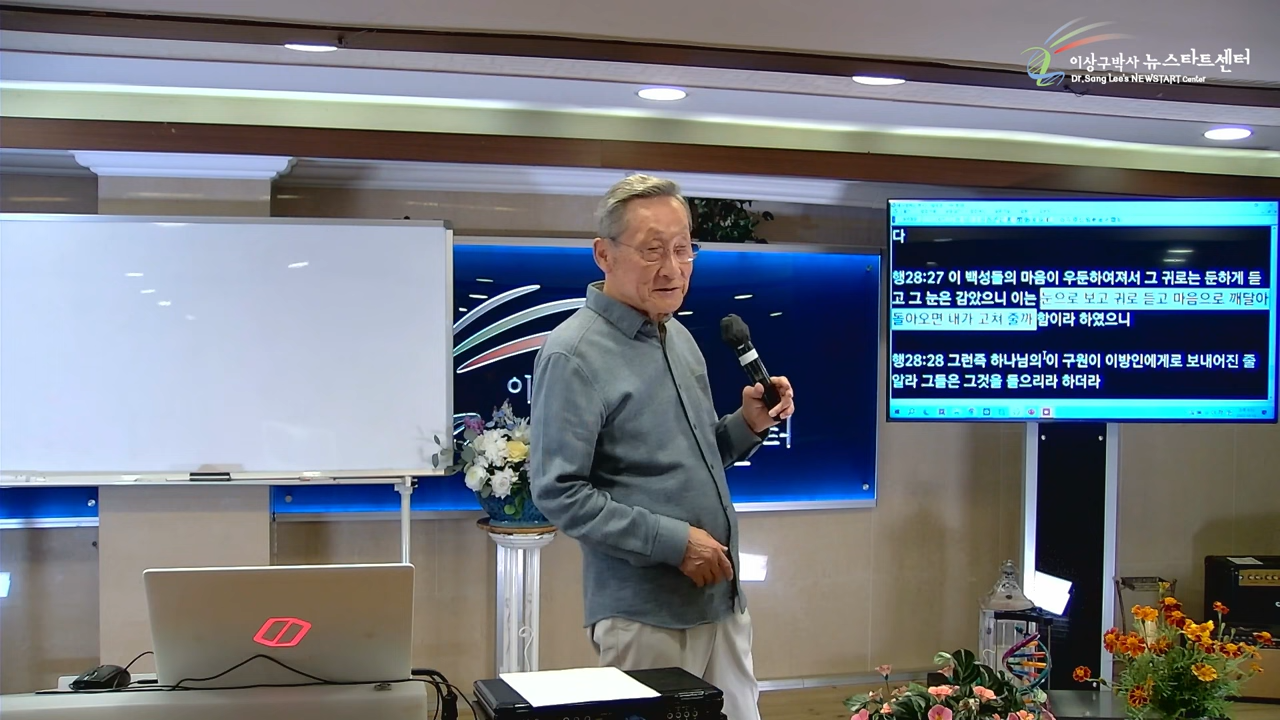 이상구박사 뉴스타트센터
Dr. Sang Lee's NEWSTART Center
다
행28:27 이 백성들의 마음이 우둔하여져서 그 귀로는 둔하게 듣
고 그 눈은 감았으니 이는 눈으로 보고 귀로 듣고 마음으로 깨달아
돌아오면 내가 고쳐 줄까 함이라 하였으니
행28:28 그런즉 하나님의 이 구원이 이방인에게로 보내어진 줄
알라 그들은 그것을 들으리라 하더라
이
터